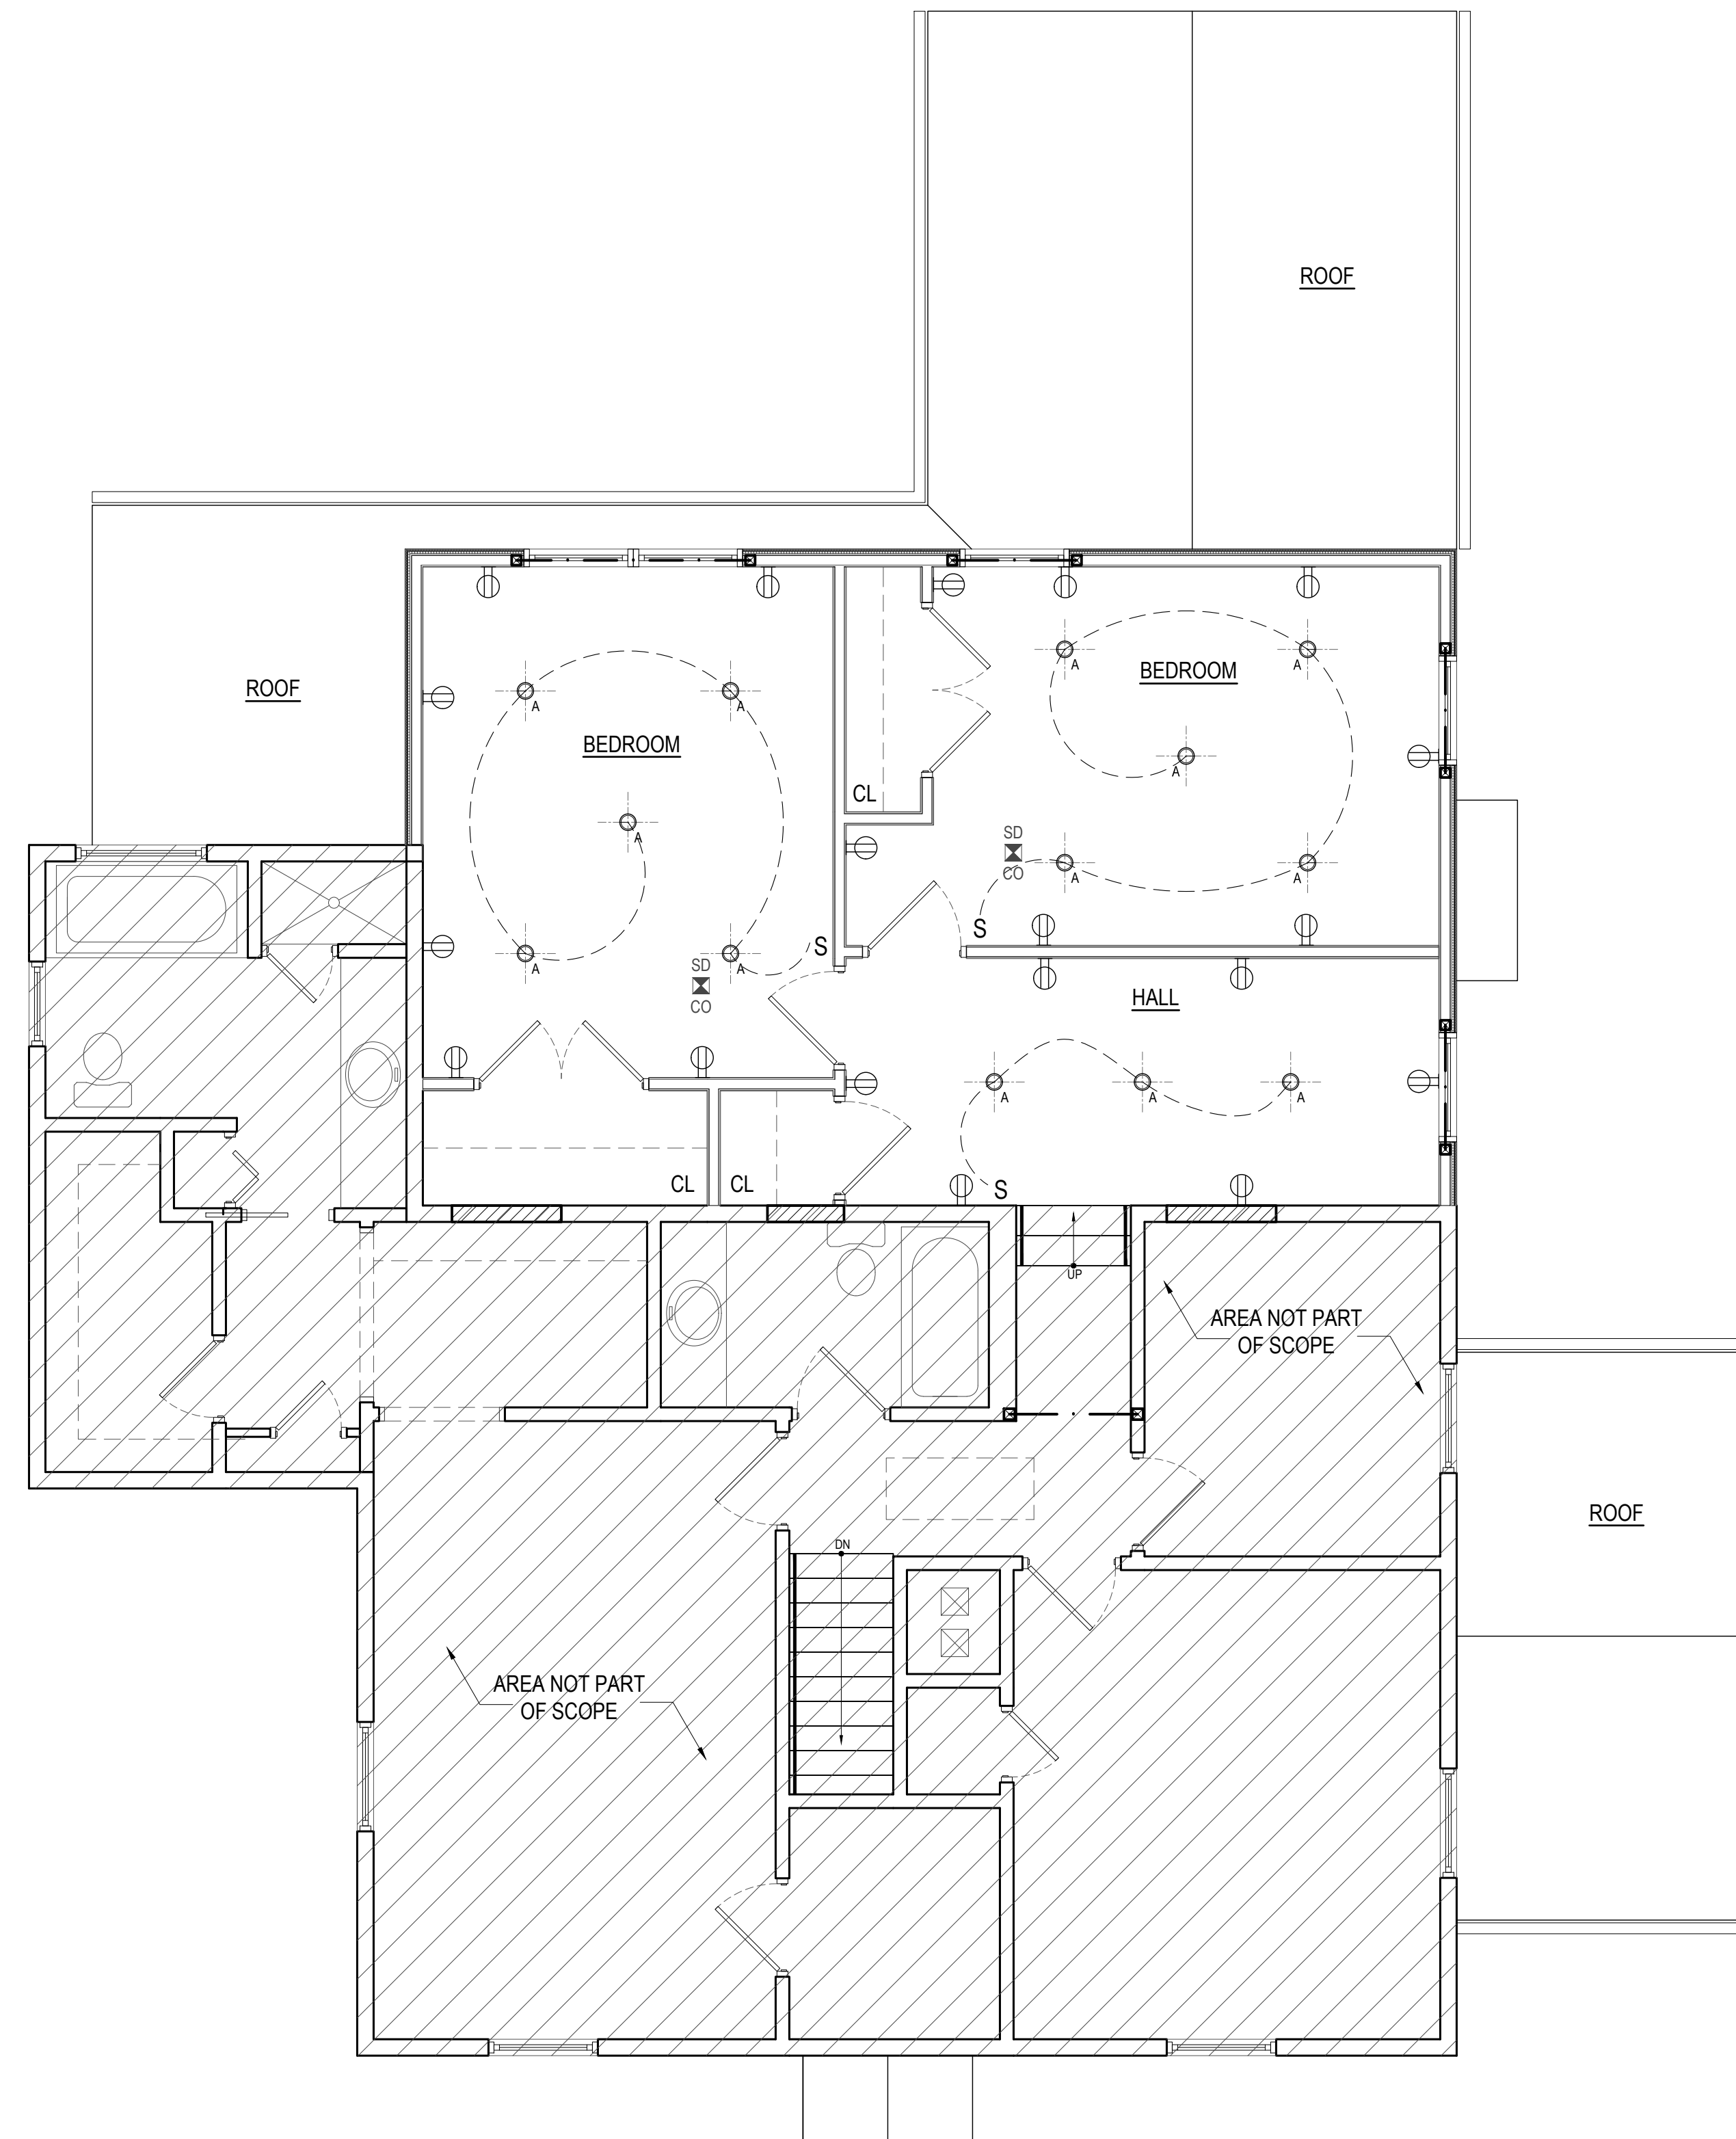 ROOF
BEDROOM
A
A
ROOF
A
A
BEDROOM
A
A
CL
SD
CO
A
A
A
S
S
SD
CO
A
A
HALL
A
A
A
CL
CL
S
UP
AREA NOT PART
OF SCOPE
ROOF
DN
AREA NOT PART
OF SCOPE